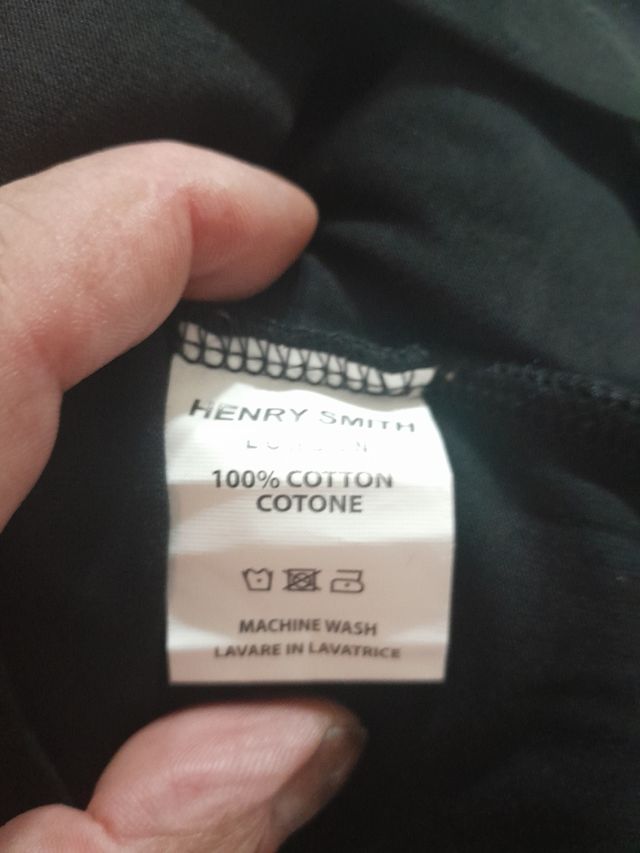 HENRY SMITH
100% COTTON
COTONE
MACHINE WASH
LAVARE IN LAVATRICE